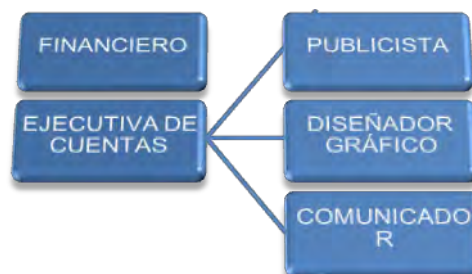 FINANCIERO
PUBLICISTA
EJECUTIVA DE
CUENTAS
DISEÑADOR
GRÁFICO
COMUNICADO
R